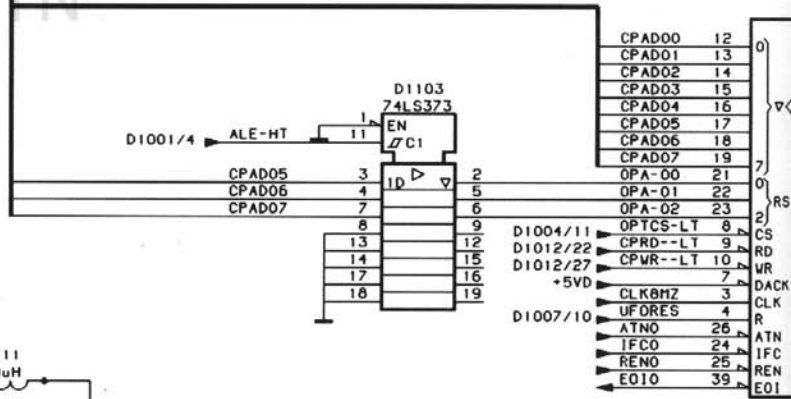 CPAD00 12 0
CPAD01 13
CPAD02 14
CPAD03 15
CPAD04 16
CPAD05 17
CPAD06 18
CPAD07 19 7
D1103
74LS373
1 EN
D1001/4 ALE-HT 11 C1
CPAD05 3 1D 2 OPA-00 21 0
CPAD06 4 5 OPA-01 22 RS
CPAD07 7 6 OPA-02 23 2
8 9 D1004/11 OPTCS-LT 8 CS
13 12 D1012/22 CPRD--LT 9 RD
14 15 D1012/27 CPWR--LT 10 WR
17 16 +5VD 7 DACK
18 19 CLK8MZ 3 CLK
D1007/10 UFORES 4 R
ATNO 26 ATN
IFCO 24 IFC
RENO 25 REN
EOIO 39 EOI
11
uH